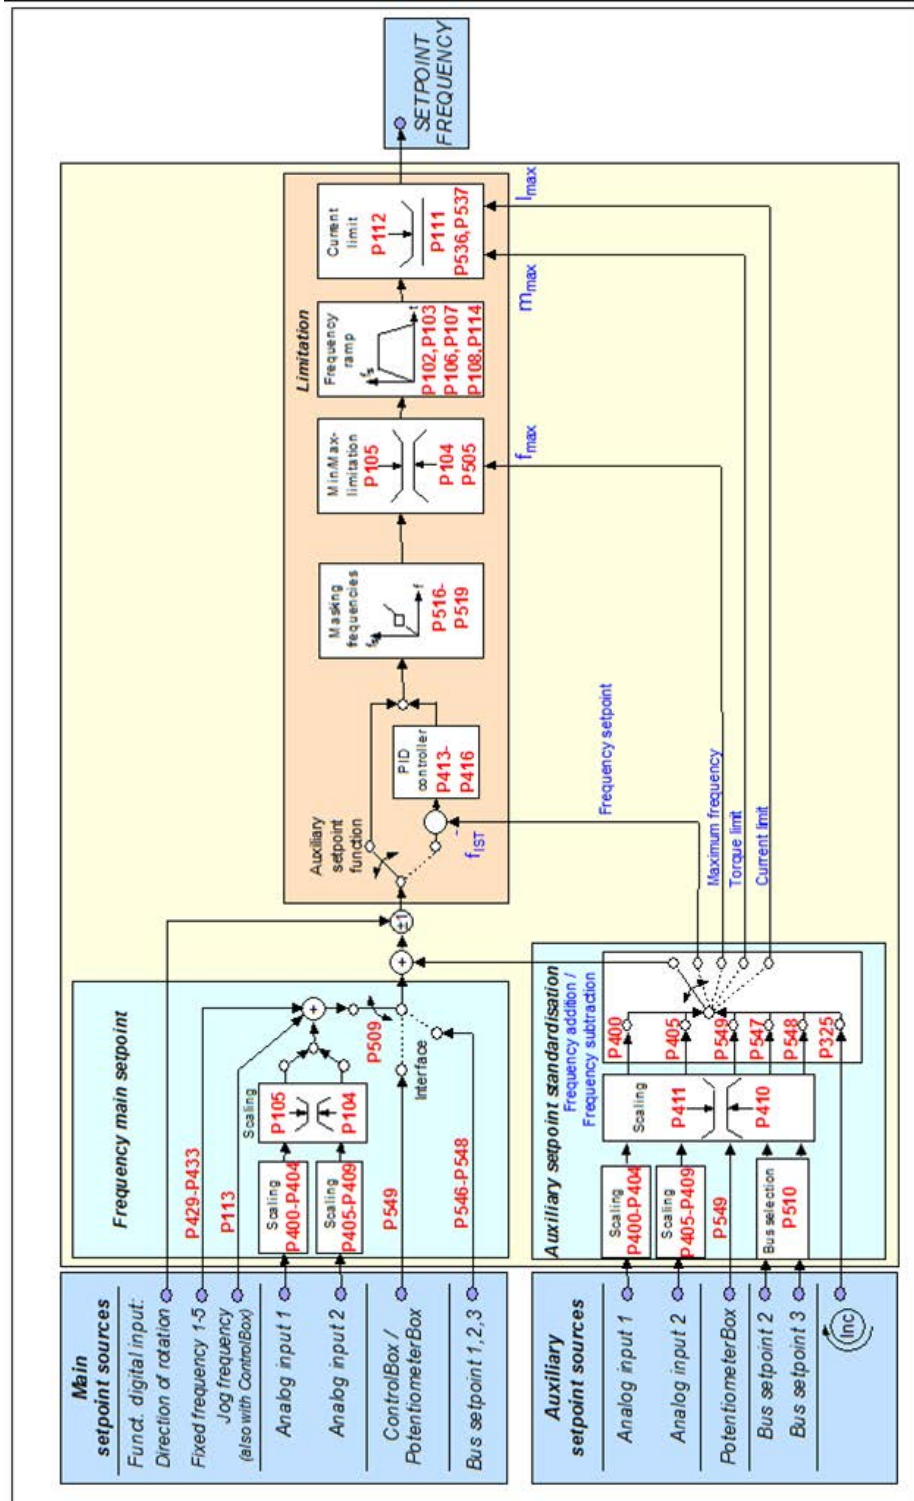 Main
setpoint sources
Funct. digital input:
Direction of rotation
Fixed frequency 1-5
Jog frequency
(also with ControlBox)
Analog input 1
Analog input 2
ControlBox /
PotentiometerBox
Bus setpoint 1,2,3
Frequency main setpoint
P429-P433
P113
Scaling
P400-P404
Scaling
P405-P409
Scaling
P105
P104
P549
P546-P548
P509
Interface
+
+
±1
Auxiliary
setpoint
function
f IST
-
PID
controller
P413-
P416
Masking
frequencies
f
P516-
P519
Limitation
Min/Max-
limitation
P105
P104
P505
Frequency
ramp
t
P102,P103
P106,P107
P108,P114
Current
limit
P112
P111
P536,P537
SETPOINT
FREQUENCY
f max
m max
I max
Frequency setpoint
Maximum frequency
Torque limit
Current limit
Auxiliary
setpoint sources
Analog input 1
Analog input 2
PotentiometerBox
Bus setpoint 2
Bus setpoint 3
Inc
Auxiliary setpoint standardisation
Frequency addition /
Frequency subtraction
Scaling
P400-P404
Scaling
P405-P409
P549
Bus selection
P510
Scaling
P411
P410
P400
P405
P549
P547
P548
P325